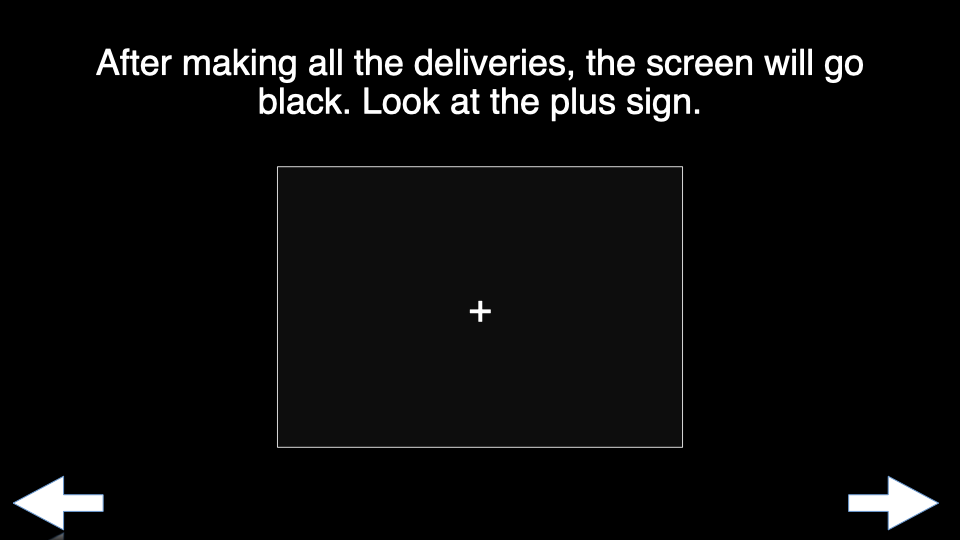 After making all the deliveries, the screen will go
black. Look at the plus sign.
+